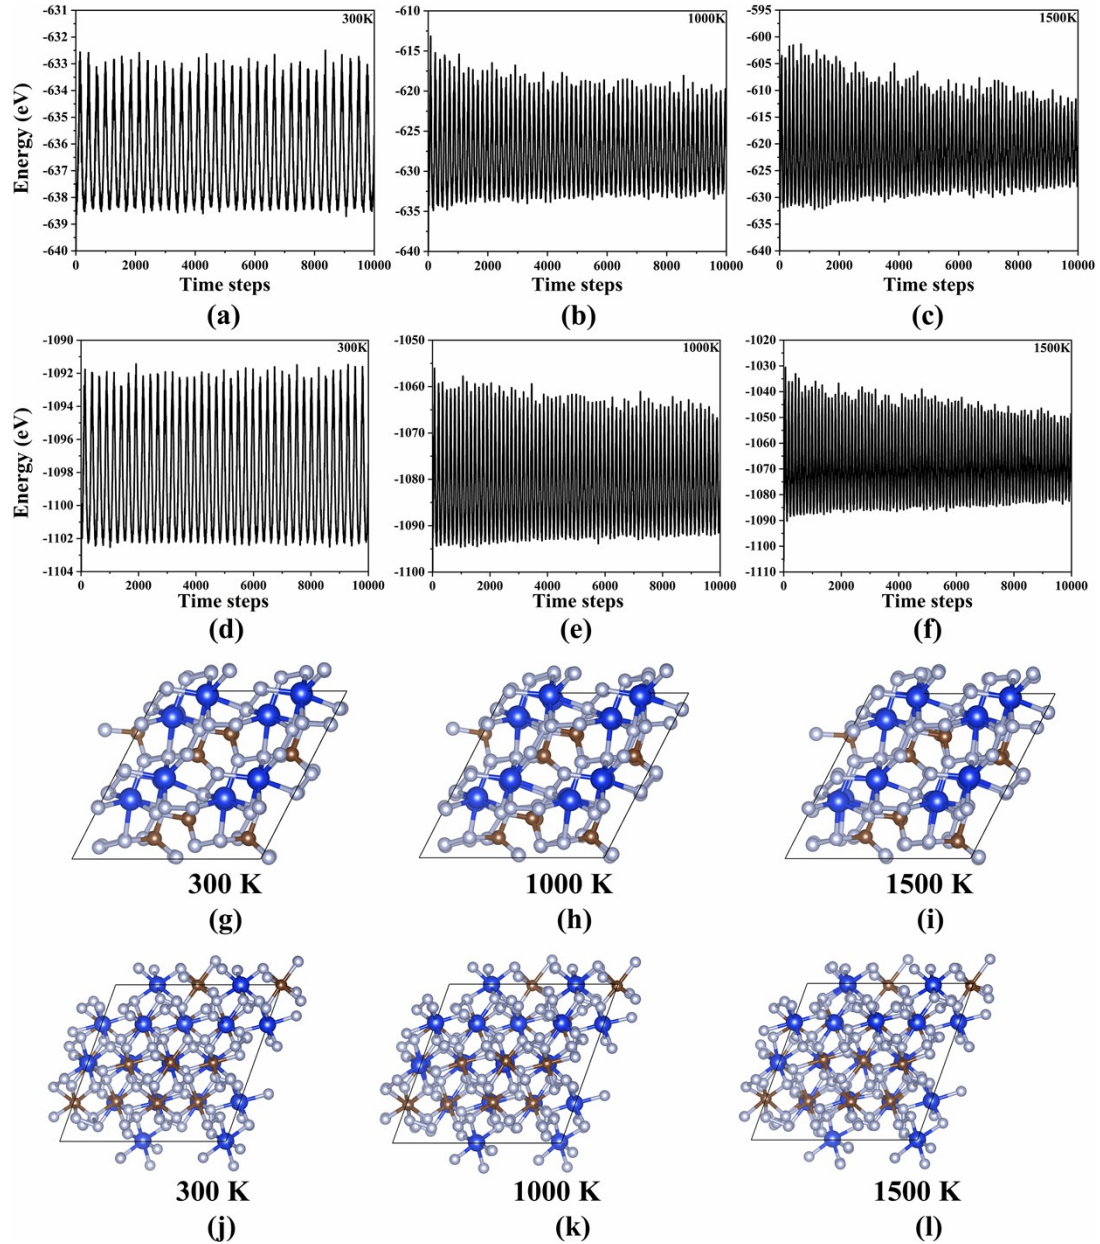 -631
-632
-633
-634
-635
-636
-637
-638
-639
-640
Energy (eV)
300K
0 2000 4000 6000 8000 10000
Time steps
(a)
-610
-615
-620
-625
-630
-635
-640
1000K
0 2000 4000 6000 8000 10000
Time steps
(b)
-595
-600
-605
-610
-615
-620
-625
-630
-635
-640
1500K
0 2000 4000 6000 8000 10000
Time steps
(c)
-1090
-1092
-1094
-1096
-1098
-1100
-1102
-1104
Energy (eV)
300K
0 2000 4000 6000 8000 10000
Time steps
(d)
-1050
-1060
-1070
-1080
-1090
-1100
1000K
0 2000 4000 6000 8000 10000
Time steps
(e)
-1020
-1030
-1040
-1050
-1060
-1070
-1080
-1090
-1100
-1110
1500K
0 2000 4000 6000 8000 10000
Time steps
(f)
300 K
(g)
1000 K
(h)
1500 K
(i)
300 K
(j)
1000 K
(k)
1500 K
(l)